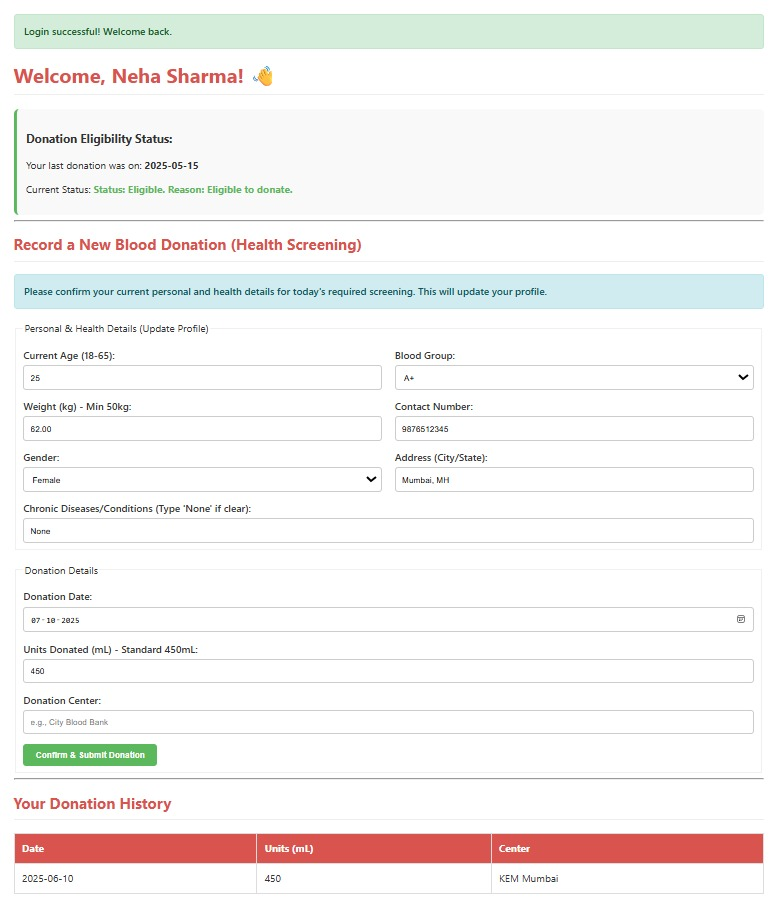 Login successful! Welcome back.
Welcome, Neha Sharma! 👋
Donation Eligibility Status:
Your last donation was on: 2025-05-15
Current Status: Status: Eligible. Reason: Eligible to donate.
Record a New Blood Donation (Health Screening)
Please confirm your current personal and health details for today's required screening. This will update your profile.
Personal & Health Details (Update Profile)
Current Age (18-65): Blood Group:
25 A+
Weight (kg) - Min 50kg: Contact Number:
62.00 9876512345
Gender: Address (City/State):
Female Mumbai, MH
Chronic Diseases/Conditions (Type 'None' if clear):
None
Donation Details
Donation Date:
07-10-2025
Units Donated (mL) - Standard 450mL:
450
Donation Center:
e.g., City Blood Bank
Confirm & Submit Donation
Your Donation History
Date Units (mL) Center
2025-06-10 450 KEM Mumbai